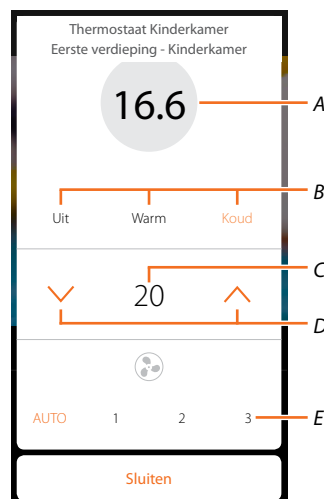 Thermostaat Kinderkamer
Eerste verdieping - Kinderkamer
16.6
A
B
Uit Warm Koud
C
20
D
AUTO 1 2 3
E
Sluiten